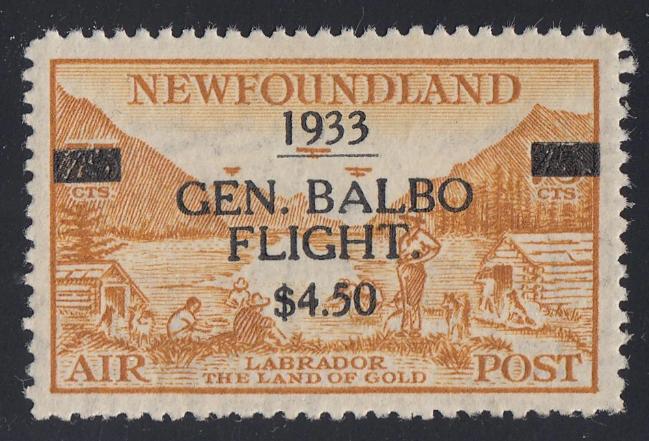 NEWFOUNDLAND
1933
CTS. CTS.
GEN. BALBO
FLIGHT.
$4.50
AIR LABRADOR POST
THE LAND OF GOLD